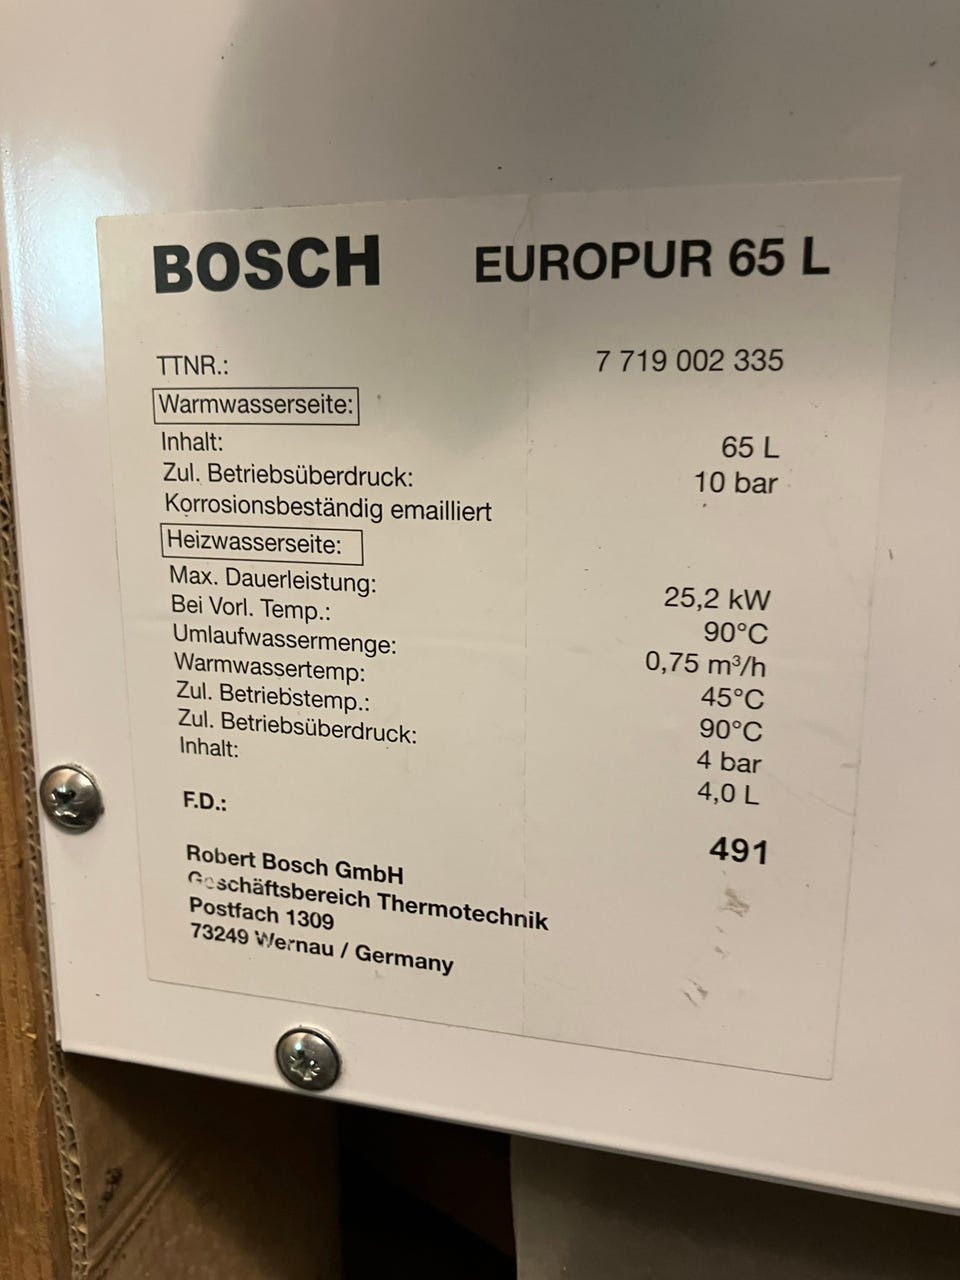 BOSCH EUROPUR 65 L
TTNR.: 7 719 002 335
Warmwasserseite:
Inhalt: 65 L
Zul. Betriebsüberdruck: 10 bar
Korrosionsbeständig emailliert
Heizwasserseite:
Max. Dauerleistung: 25,2 kW
Bei Vorl. Temp.: 90°C
Umlaufwassermenge: 0,75 m³/h
Warmwassertemp: 45°C
Zul. Betriebstemp.: 90°C
Zul. Betriebsüberdruck: 4 bar
Inhalt: 4,0 L
F.D.: 491
Robert Bosch GmbH
Geschäftsbereich Thermotechnik
Postfach 1309
73249 Wernau / Germany